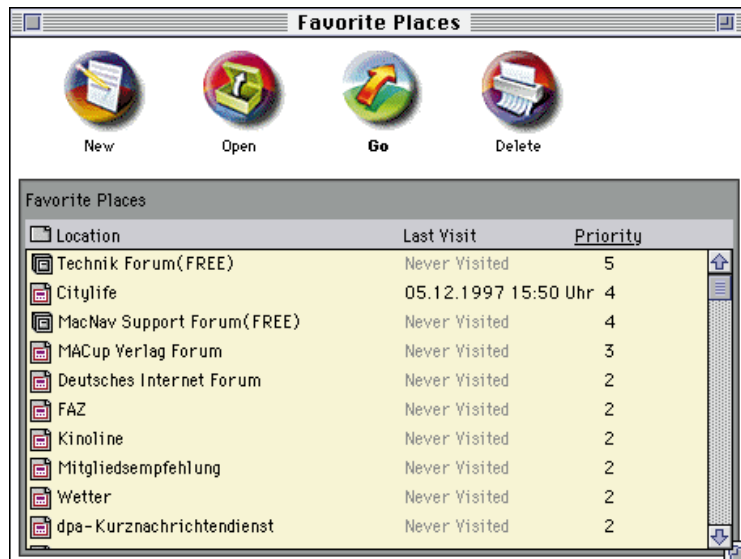 Favorite Places
New Open Go Delete
Favorite Places
Location Last Visit Priority
Technik Forum(FREE) Never Visited 5
Citylife 05.12.1997 15:50 Uhr 4
MacNav Support Forum(FREE) Never Visited 4
MACup Verlag Forum Never Visited 3
Deutsches Internet Forum Never Visited 2
FAZ Never Visited 2
Kinoline Never Visited 2
Mitgliedsempfehlung Never Visited 2
Wetter Never Visited 2
dpa-Kurznachrichtendienst Never Visited 2